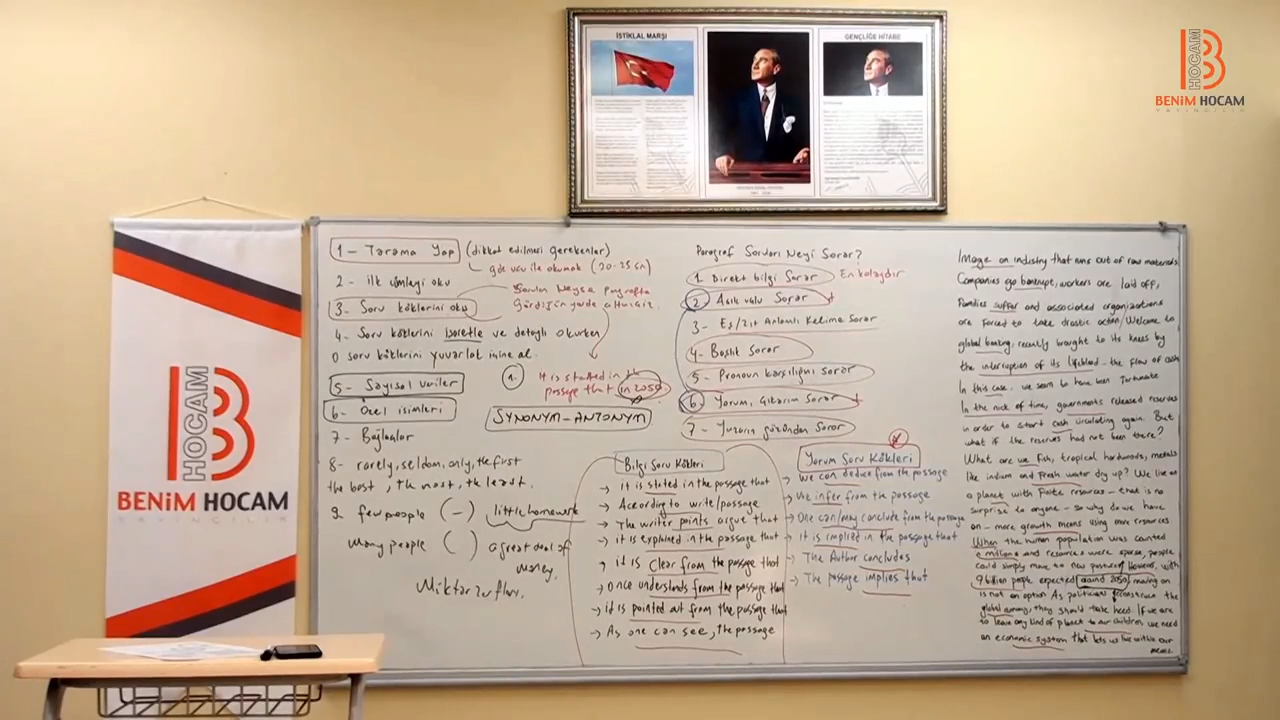 İSTİKLAL MARŞI
GENÇLİĞE HİTABE
HOCAM
BENİM HOCAM
YAYINCILIK
HOCAM
BENİM HOCAM
1- Tarama Yap (dikkat edilmesi gerekenler)
göz ucu ile okumak (20-25 sn)
2- ilk cümleyi oku
3. Soru köklerini oku
Soruları Neyse Paragrafta
Gördüğün yerde altını çiz.
4. Soru köklerini işaretle ve detaylı okurken
O soru köklerini yuvarlak içine al.
5- Sayısal veriler
1.
It is statted in the
passage that in 2050
6- Özel isimleri
SYNONYM-ANTONYM
7- Bağlaçlar
8- rarely, seldom, only, the first
the best, the most, the least.
9 few people (-) little homework
many people ( ) a great deal of
money.
Miktar zarfları.
Paragraf Soruları Neyi Sorar?
1. Direkt bilgi Sorar En kolaydır
2. Açık uçlu Sorar
3- Eş/Zıt Anlamlı Kelime Sorar
4- Başlık Sorar
5- Pronoun karşılığını Sorar
6. Yorum, Çıkarım Sorar
7- Yazarın gözünden Sorar
Bilgi Soru Kökleri
→ it is stated in the passage that
→ According to write/passage
→ The writer points argue that
→ it is explained in the passage that
→ it is Clear from the passage that
→ Once understands from the passage that
→ it is pointed out from the passage that
→ As one can see, the passage
Yorum Soru Kökleri
→ We can deduce from the passage
→ We infer from the passage
→ One can/may conclude from the passage
→ It is implied in the passage that
→ The Author concludes
→ The passage implies that
Image an industry that runs out of raw materials
Companies go bankrupt, workers are laid off,
Families suffer and associated organizations
are forced to take drastic action. Welcome to
global boating, recently brought to its knees by
the interruption of its lifeblood - the flow of cash
In this case. we seem to have been fortunate
In the nick of time, governments released reserves
in order to start cash circulating again. But
what if the reserves had not been there?
What are we fish, tropical hardwoods, metals
like indium and fresh water dry up? We live on
a planet with finite resources - that is no
surprise to anyone - so why do we have
an- more growth means using more resources
When the human population was counted
a millions and resources were sparse, people
could simply move to new pastures. However, with
9 billion people expected around 2050, moving on
is not an option. As politicians reconstruct the
global economy, they should take heed. If we are
to leave any kind of planet to our children, we need
an economic system that lets us live within our
means.